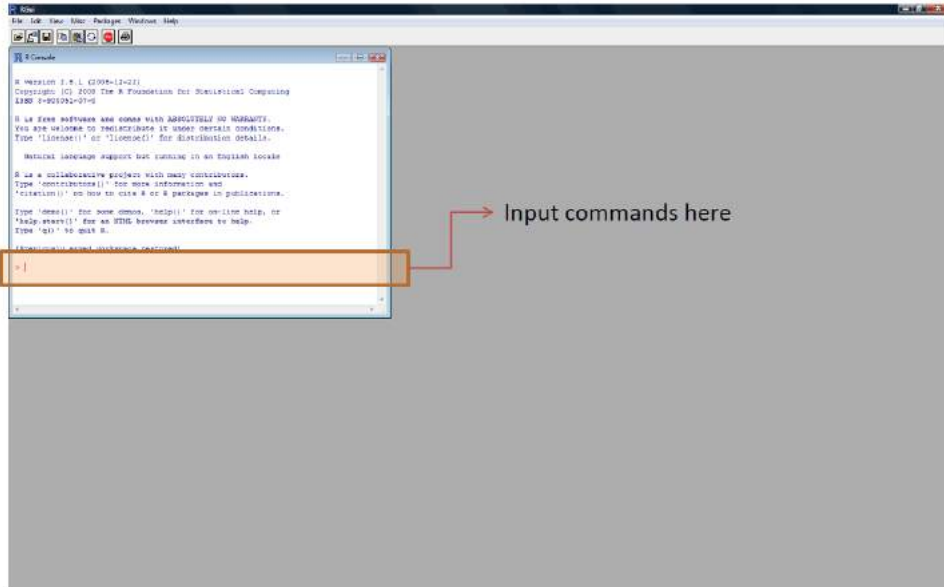 RGui
File Edit View Misc Packages Windows Help
R Console
R version 2.8.1 (2008-12-22)
Copyright (C) 2008 The R Foundation for Statistical Computing
ISBN 3-900051-07-0
R is free software and comes with ABSOLUTELY NO WARRANTY.
You are welcome to redistribute it under certain conditions.
Type 'license()' or 'licence()' for distribution details.
Natural language support but running in an English locale
R is a collaborative project with many contributors.
Type 'contributors()' for more information and
'citation()' on how to cite R or R packages in publications.
Type 'demo()' for some demos, 'help()' for on-line help, or
'help.start()' for an HTML browser interface to help.
Type 'q()' to quit R.
[Previously saved workspace restored]
>
Input commands here